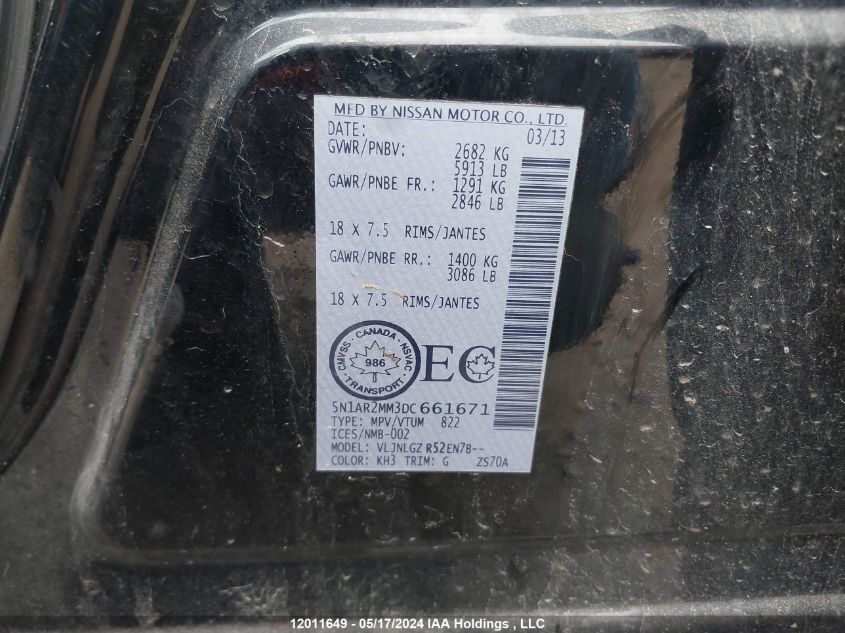 MFD BY NISSAN MOTOR CO., LTD.
DATE: 03/13
GVWR/PNBV: 2682 KG
5913 LB
GAWR/PNBE FR.: 1291 KG
2846 LB
18 X 7.5 RIMS/JANTES
GAWR/PNBE RR.: 1400 KG
3086 LB
18 X 7.5 RIMS/JANTES
CMVSS · CANADA · NSVAC
986
TRANSPORT
EC
5N1AR2MM3DC661671
TYPE: MPV/VTUM 822
ICES/NMB-002
MODEL: VLJNLGZ R52EN7B--
COLOR: KH3 TRIM: G ZS70A
12011649 - 05/17/2024 IAA Holdings , LLC